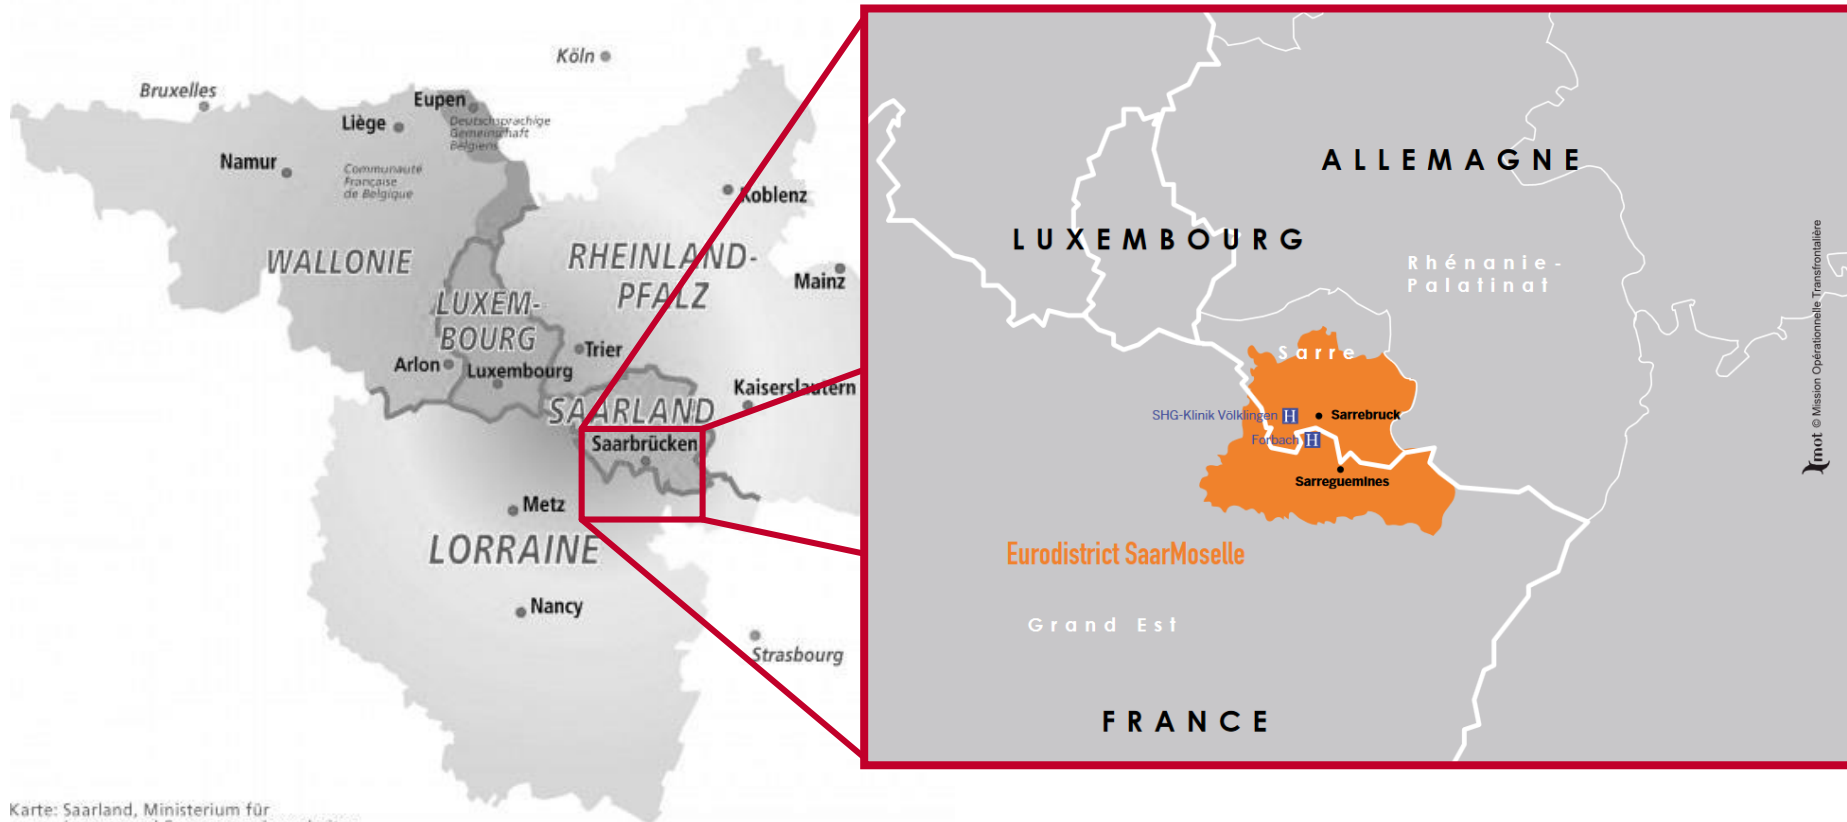 Köln
Bruxelles
Eupen
Liège
Deutschsprachige
Gemeinschaft
Belgiens
Namur
Communauté
Française
de Belgique
Koblenz
WALLONIE
RHEINLAND-
PFALZ
Mainz
LUXEM-
BOURG
Trier
Arlon
Luxembourg
Kaiserslautern
SAARLAND
Saarbrücken
Metz
LORRAINE
Nancy
Strasbourg
Karte: Saarland, Ministerium für
ALLEMAGNE
LUXEMBOURG
Rhénanie-
Palatinat
Sarre
SHG-Klinik Völklingen H
Sarrebruck
Forbach H
Sarreguemines
Eurodistrict SaarMoselle
Grand Est
FRANCE
mot © Mission Opérationnelle Transfrontalière